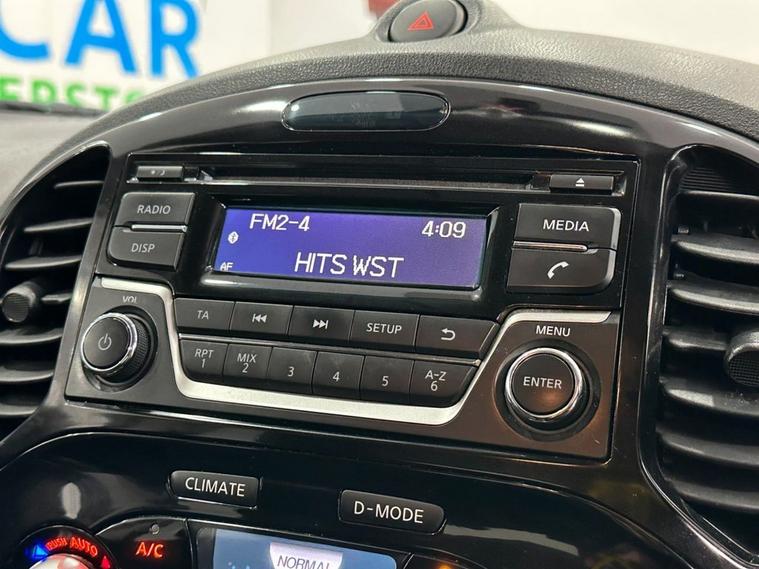 CAR
FM2-4 4:09
AF HITS WST
RADIO
DISP
MEDIA
VOL
TA
SETUP
MENU
RPT 1
MIX 2
3
4
5
A-Z 6
ENTER
CLIMATE
D-MODE
PUSH AUTO
A/C
NORMAL